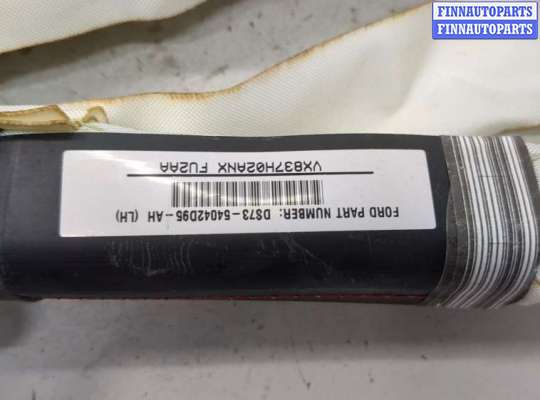 FINNAUTOPARTS
FINNAUTOPARTS
FORD PART NUMBER: DS73-54042D95-AH (LH)
VX837H02ANX FU2AA